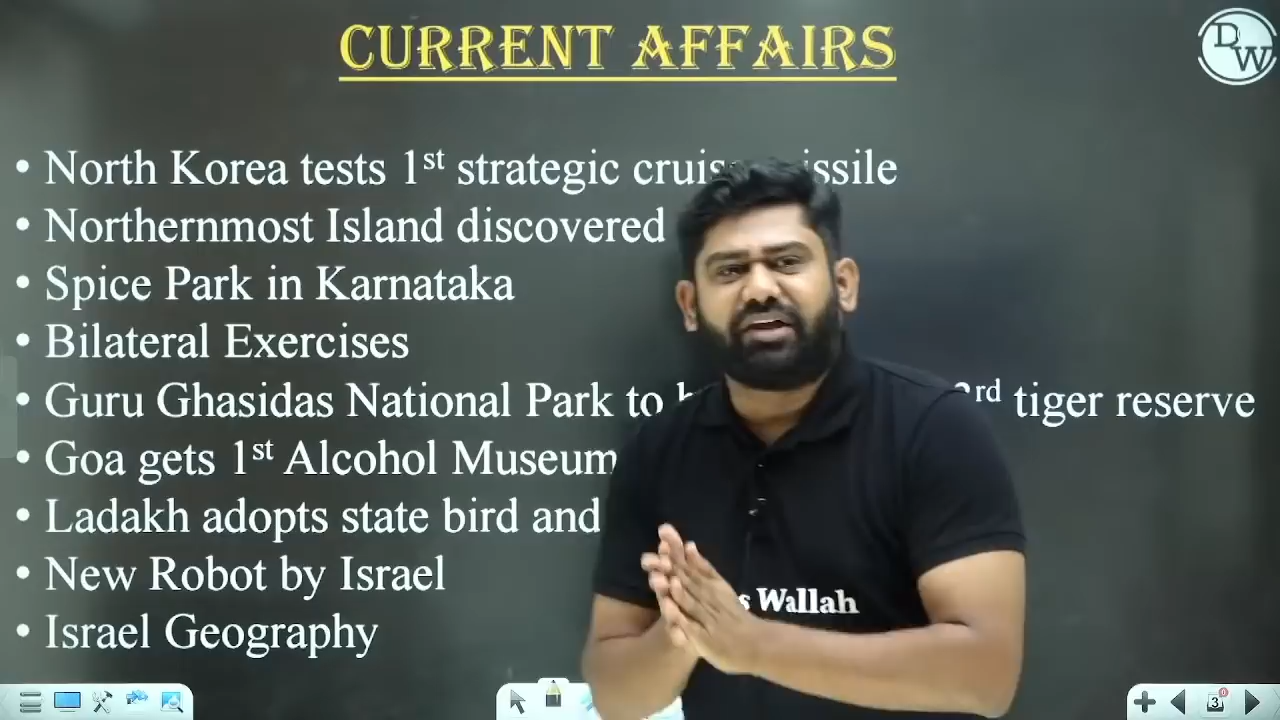 CURRENT AFFAIRS
DW
• North Korea tests 1st strategic
• Northernmost Island discovered
• Spice Park in Karnataka
• Bilateral Exercises
• Guru Ghasidas National Park to tiger reserve
• Goa gets 1st Alcohol Museum
• Ladakh adopts state bird and
• New Robot by Israel
• Israel Geography
Wallah
3